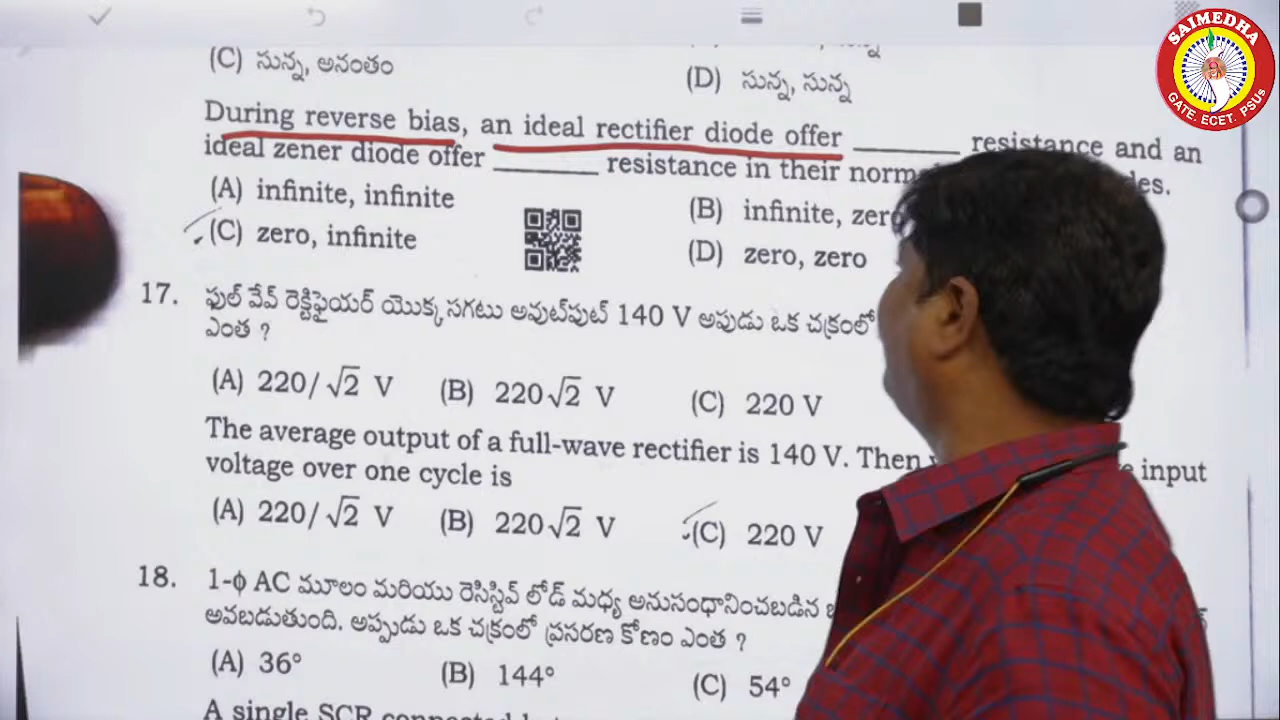 SAIMEDHA
GATE. ECET. PSUs
(C) సున్న, అనంతం
(D) సున్న, సున్న
During reverse bias, an ideal rectifier diode offer ________ resistance and an
ideal zener diode offer ________ resistance in their
(A) infinite, infinite
(B) infinite,
(C) zero, infinite
(D) zero, zero
17. ఫుల్ వేవ్ రెక్టిఫైయర్ యొక్క సగటు అవుట్‌పుట్ 140 V అపుడు ఒక చక్రంలో
ఎంత ?
(A) 220/√2 V (B) 220√2 V (C) 220 V
The average output of a full-wave rectifier is 140 V. Then input
voltage over one cycle is
(A) 220/√2 V (B) 220√2 V (C) 220 V
18. 1-ϕ AC మూలం మరియు రెసిస్టివ్ లోడ్ మధ్య అనుసంధానించబడిన
అవబడుతుంది. అప్పుడు ఒక చక్రంలో ప్రసరణ కోణం ఎంత ?
(A) 36° (B) 144° (C) 54°
A single SCR connected